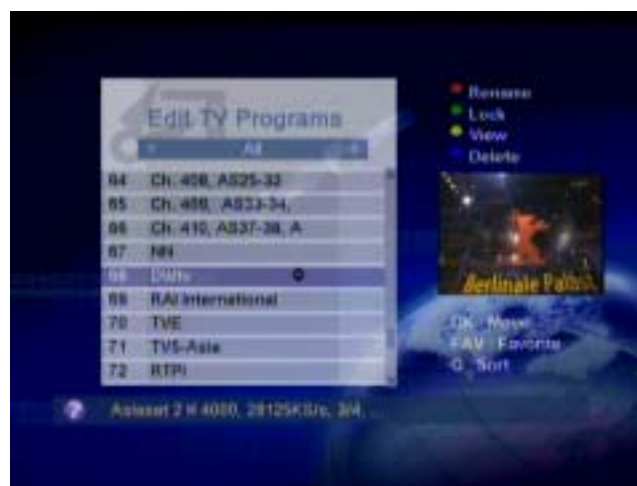 Edit TV Programs
All
64 Ch. 408, AS25-32
65 Ch. 409, AS33-34,
66 Ch. 410, AS37-38, A
67 NN
68
69 RAI International
70 TVE
71 TV5-Asia
72 RTPi
Rename
Lock
View
Delete
Berlinale Palast
OK Move
FAV Favorite
Sort
Asiasat 2 H 4000, 28125KS/s, 3/4, ...